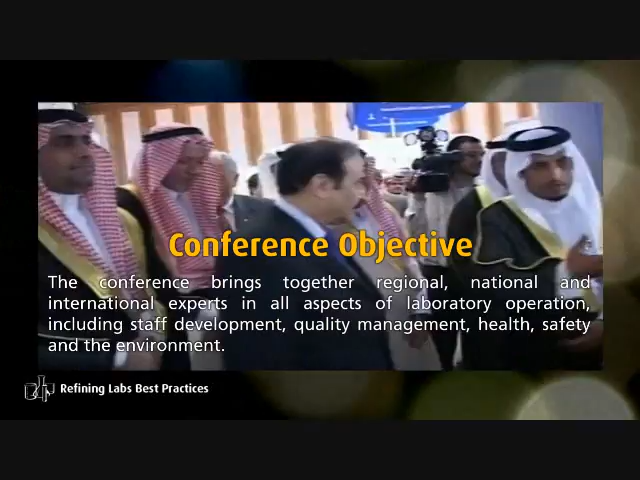 Conference Objective
The conference brings together regional, national and
international experts in all aspects of laboratory operation,
including staff development, quality management, health, safety
and the environment.
Refining Labs Best Practices